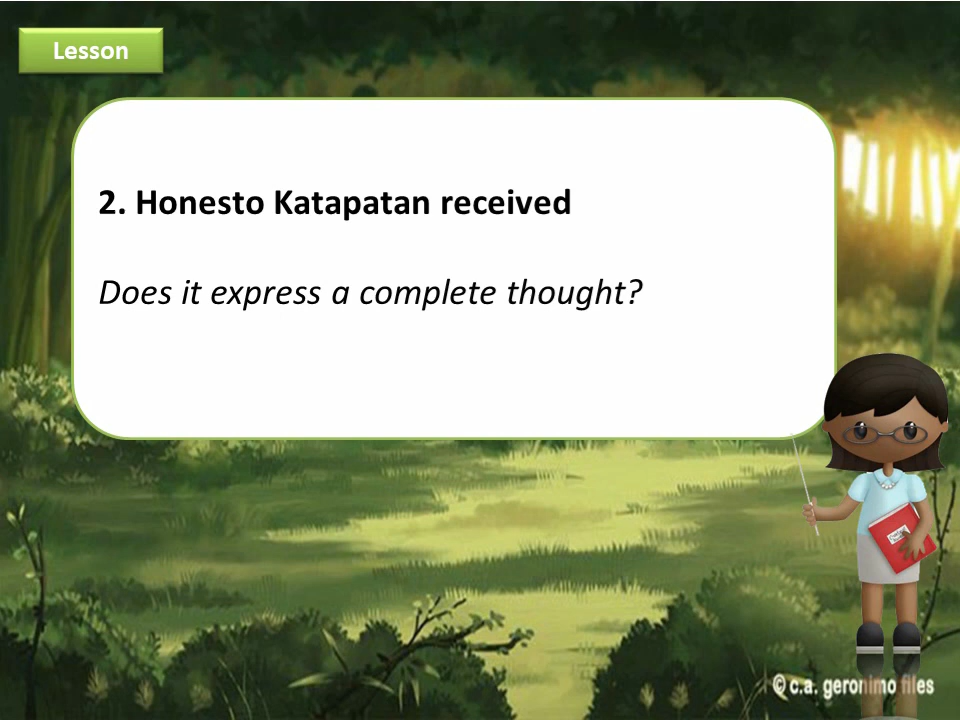 Lesson
2. Honesto Katapatan received
Does it express a complete thought?
© c.a. geronimo files